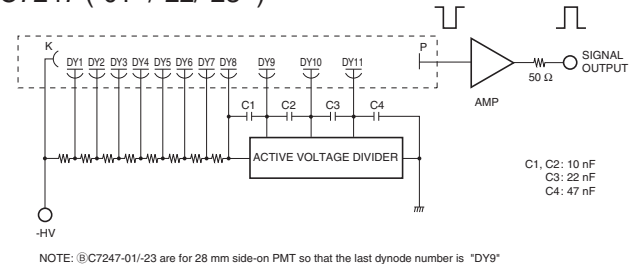 C7247 (-01*/-22/-23*)
K
P
DY1 DY2 DY3 DY4 DY5 DY6 DY7 DY8 DY9 DY10 DY11
SIGNAL
OUTPUT
50 Ω
AMP
C1 C2 C3 C4
ACTIVE VOLTAGE DIVIDER
C1, C2: 10 nF
C3: 22 nF
C4: 47 nF
-HV
NOTE: ⒷC7247-01/-23 are for 28 mm side-on PMT so that the last dynode number is "DY9"